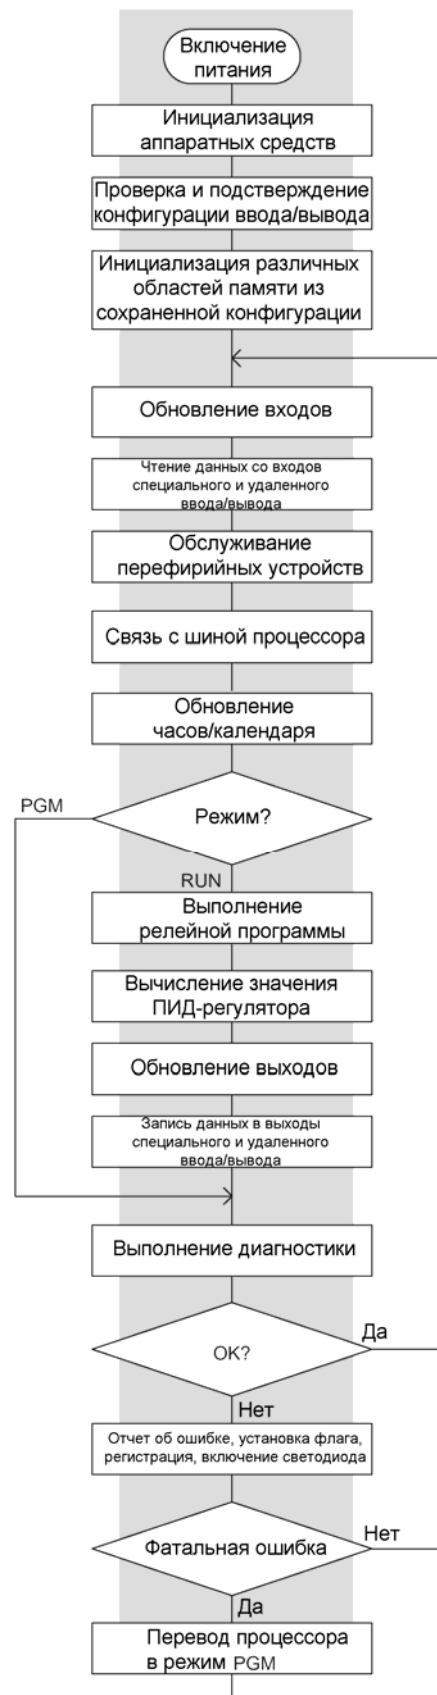 Включение
питания
Инициализация
аппаратных средств
Проверка и подстверждение
конфигурации ввода/вывода
Инициализация различных
областей памяти из
сохраненной конфигурации
Обновление входов
Чтение данных со входов
специального и удаленного
ввода/вывода
Обслуживание
перефирийных устройств
Связь с шиной процессора
Обновление
часов/календаря
PGM
Режим?
RUN
Выполнение
релейной программы
Вычисление значения
ПИД-регулятора
Обновление выходов
Запись данных в выходы
специального и удаленного
ввода/вывода
Выполнение диагностики
Да
OK?
Нет
Отчет об ошибке, установка флага,
регистрация, включение светодиода
Нет
Фатальная ошибка
Да
Перевод процессора
в режим PGM